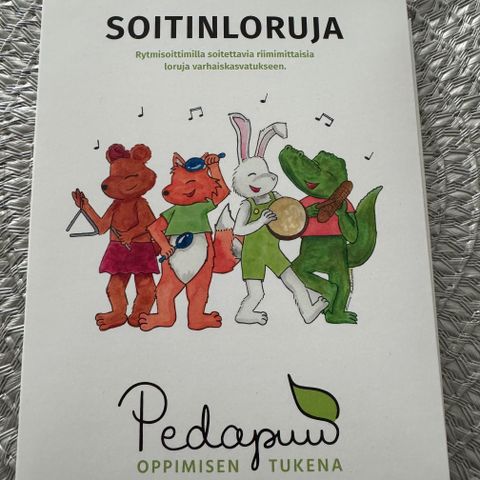 SOITINLORUJA
Rytmisoittimilla soitettavia riimimittaisia
loruja varhaiskasvatukseen.
Pedapuu
OPPIMISEN TUKENA